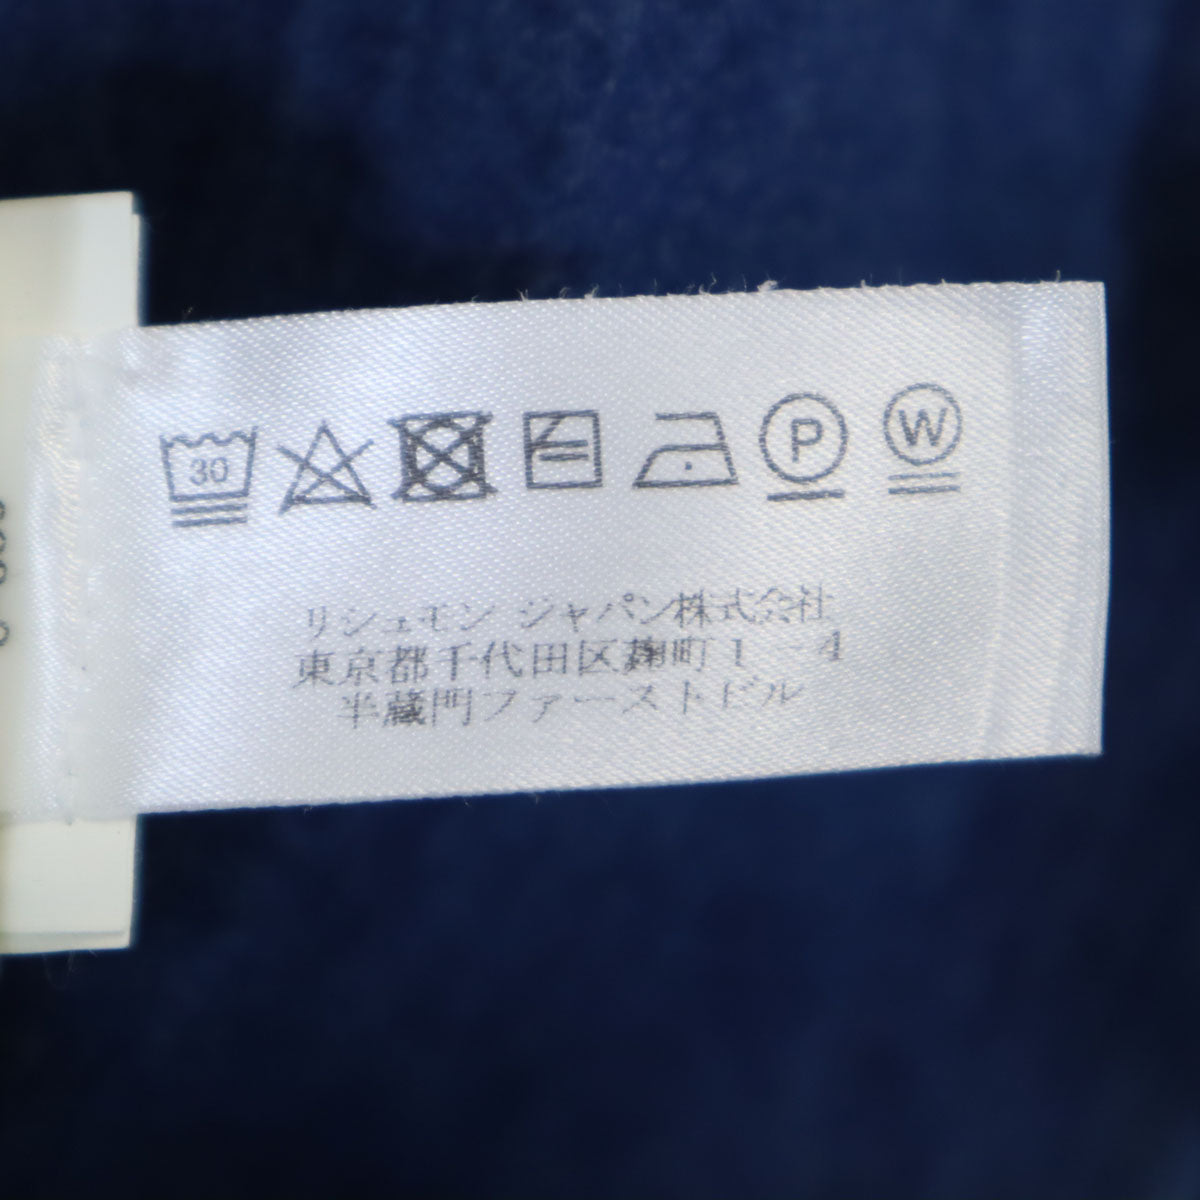 30
P
W
リシュモン ジャパン株式会社
東京都千代田区麹町1-4
半蔵門ファーストビル